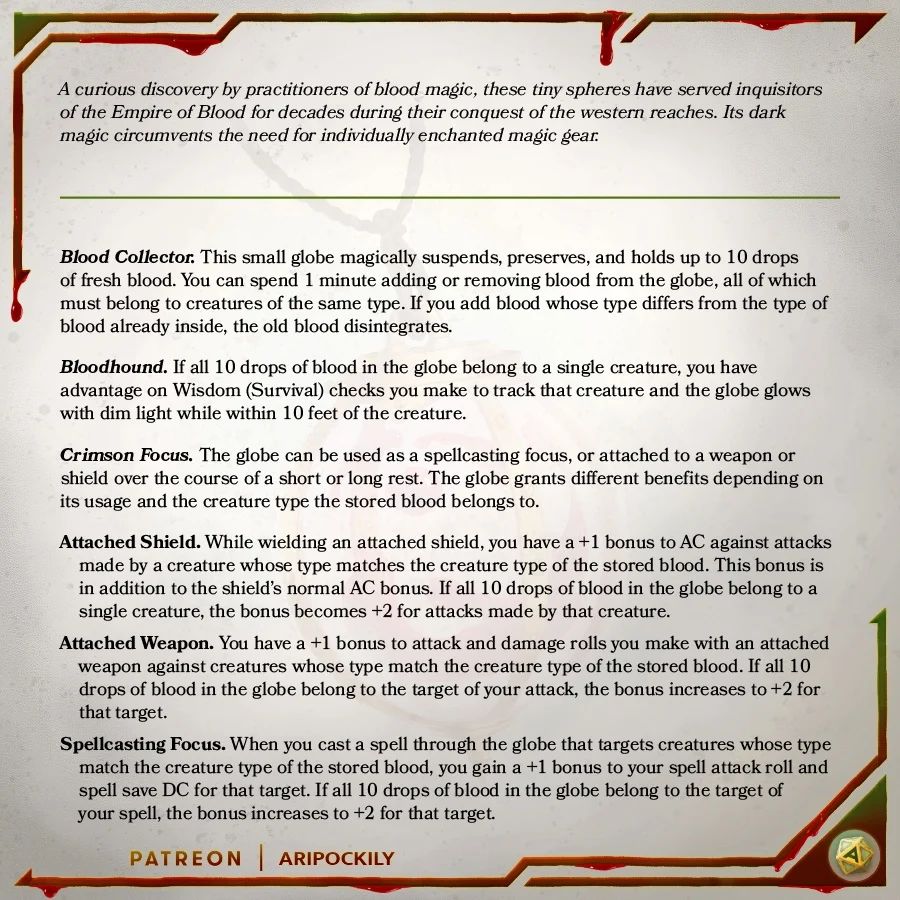 A curious discovery by practitioners of blood magic, these tiny spheres have served inquisitors
of the Empire of Blood for decades during their conquest of the western reaches. Its dark
magic circumvents the need for individually enchanted magic gear.
Blood Collector. This small globe magically suspends, preserves, and holds up to 10 drops
of fresh blood. You can spend 1 minute adding or removing blood from the globe, all of which
must belong to creatures of the same type. If you add blood whose type differs from the type of
blood already inside, the old blood disintegrates.
Bloodhound. If all 10 drops of blood in the globe belong to a single creature, you have
advantage on Wisdom (Survival) checks you make to track that creature and the globe glows
with dim light while within 10 feet of the creature.
Crimson Focus. The globe can be used as a spellcasting focus, or attached to a weapon or
shield over the course of a short or long rest. The globe grants different benefits depending on
its usage and the creature type the stored blood belongs to.
Attached Shield. While wielding an attached shield, you have a +1 bonus to AC against attacks
made by a creature whose type matches the creature type of the stored blood. This bonus is
in addition to the shield's normal AC bonus. If all 10 drops of blood in the globe belong to a
single creature, the bonus becomes +2 for attacks made by that creature.
Attached Weapon. You have a +1 bonus to attack and damage rolls you make with an attached
weapon against creatures whose type match the creature type of the stored blood. If all 10
drops of blood in the globe belong to the target of your attack, the bonus increases to +2 for
that target.
Spellcasting Focus. When you cast a spell through the globe that targets creatures whose type
match the creature type of the stored blood, you gain a +1 bonus to your spell attack roll and
spell save DC for that target. If all 10 drops of blood in the globe belong to the target of
your spell, the bonus increases to +2 for that target.
PATREON | ARIPOCKILY
A